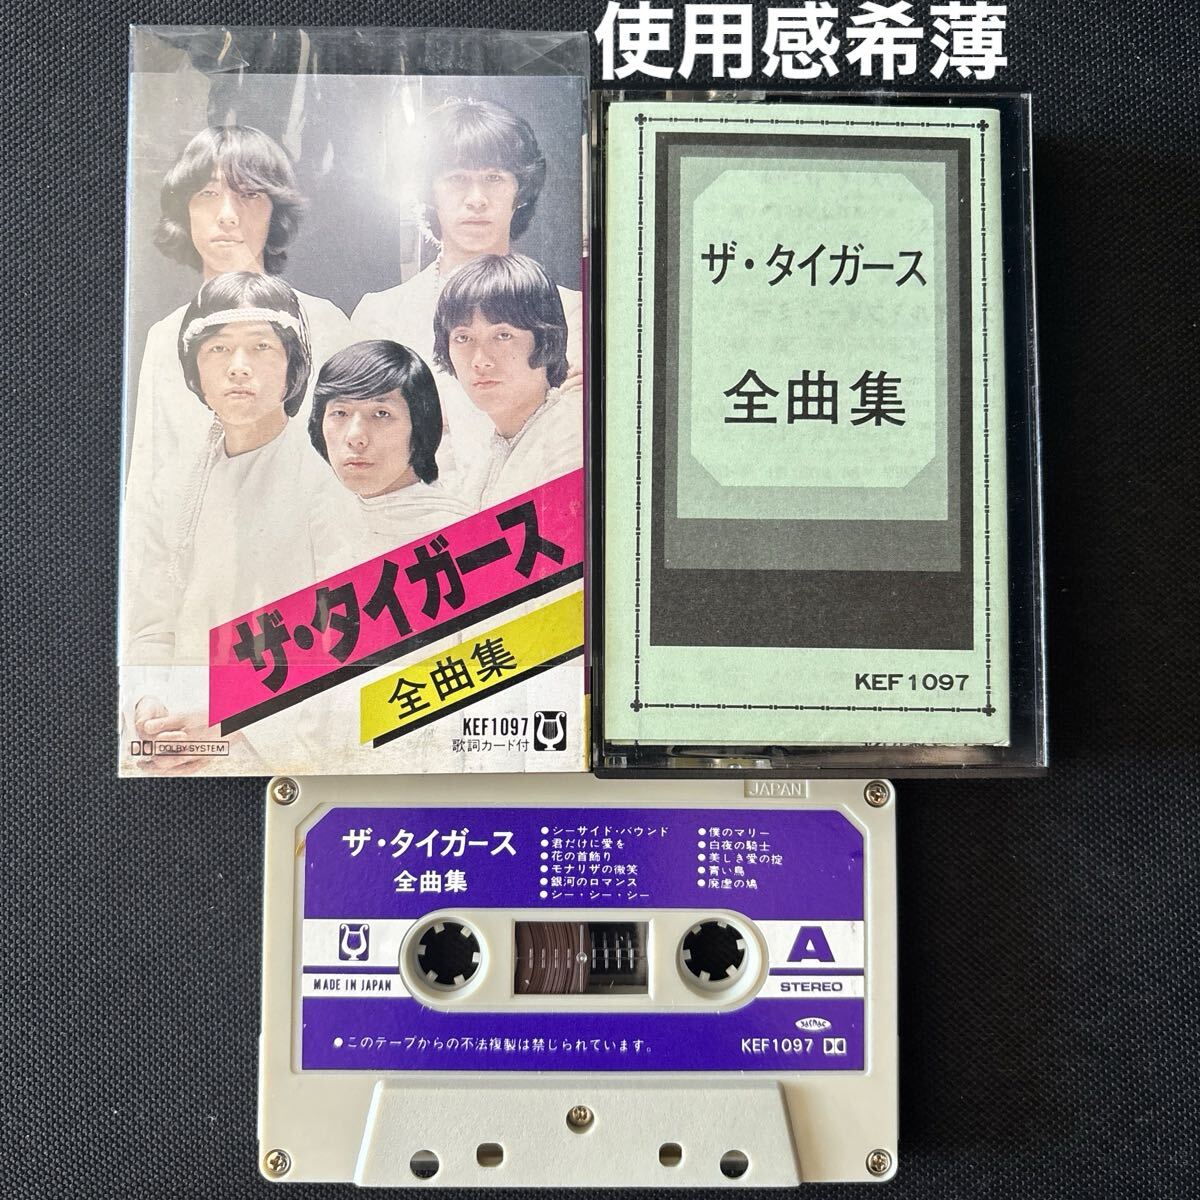 使用感希薄
ザ・タイガース
全曲集
KEF1097
歌詞カード付
DOLBY SYSTEM
ザ・タイガース
全曲集
KEF1097
JAPAN
ザ・タイガース
全曲集
●シーサイド・バウンド
●君だけに愛を
●花の首飾り
●モナリザの微笑
●銀河のロマンス
●シー・シー・シー
●僕のマリー
●白夜の騎士
●美しき愛の掟
●青い鳥
●廃虚の鳩
MADE IN JAPAN
A
STEREO
●このテープからの不法複製は禁じられています。
KEF1097